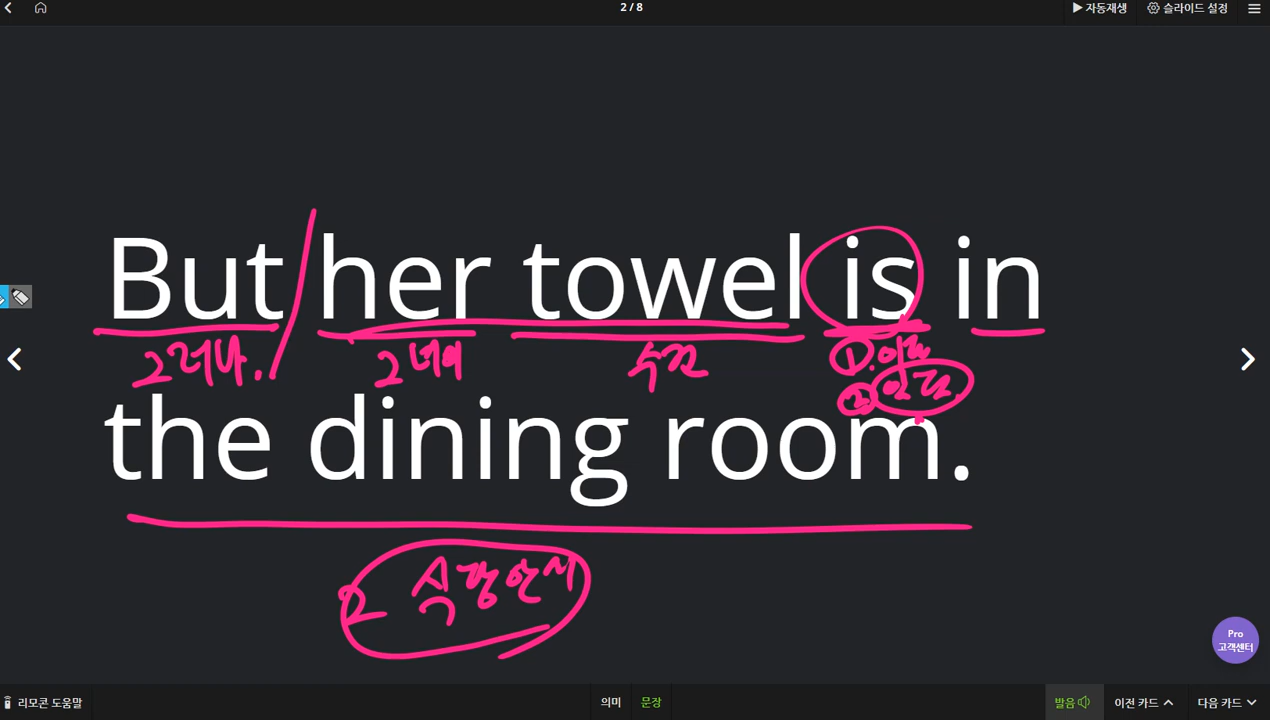 2 / 8
자동재생
슬라이드 설정
But her towel is in
그러나. 그녀의 수건 ①.이다
② 있다
the dining room.
식당안에
Pro
고객센터
리모콘 도움말
의미
문장
발음
이전 카드
다음 카드